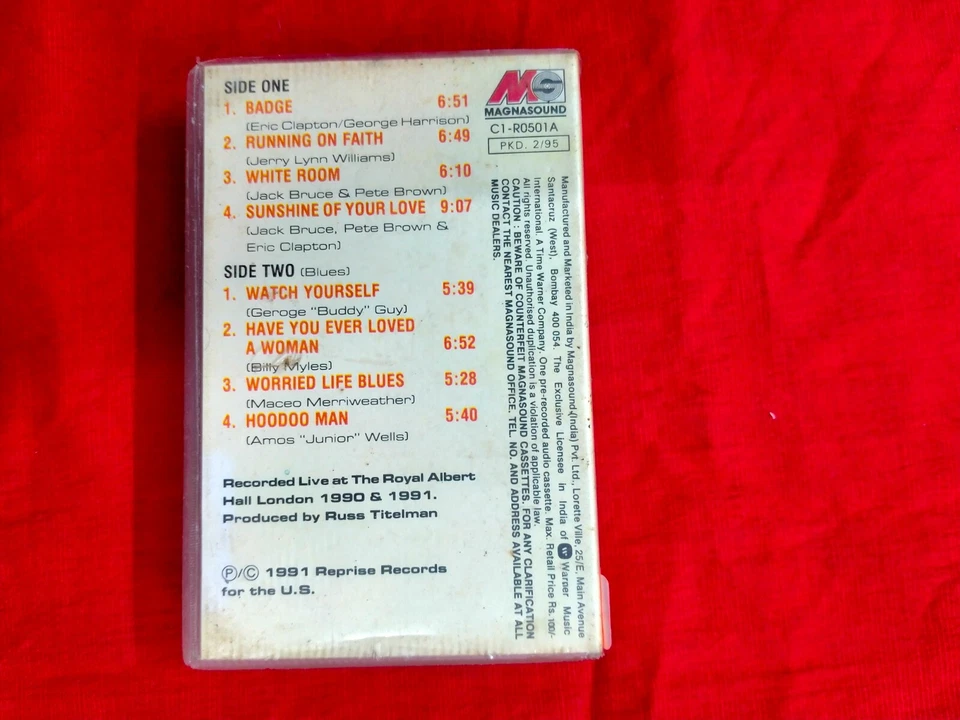 SIDE ONE
1. BADGE 6:51
(Eric Clapton/George Harrison)
2. RUNNING ON FAITH 6:49
(Jerry Lynn Williams)
3. WHITE ROOM 6:10
(Jack Bruce & Pete Brown)
4. SUNSHINE OF YOUR LOVE 9:07
(Jack Bruce, Pete Brown &
Eric Clapton)
SIDE TWO (Blues)
1. WATCH YOURSELF 5:39
(Geroge "Buddy" Guy)
2. HAVE YOU EVER LOVED
A WOMAN 6:52
(Billy Myles)
3. WORRIED LIFE BLUES 5:28
(Maceo Merriweather)
4. HOODOO MAN 5:40
(Amos "Junior" Wells)
Recorded Live at The Royal Albert
Hall London 1990 & 1991.
Produced by Russ Titelman
Ⓟ/© 1991 Reprise Records
for the U.S.
MS
MAGNASOUND
C1-R0501A
PKD. 2/95
Manufactured and Marketed in India by Magnasound (India) Pvt. Ltd., Lorette Ville, 25/E, Main Avenue
Santacruz (West), Bombay 400 054. The Exclusive Licensee in India of Warner Music
International. A Time Warner Company. One pre-recorded audio cassette. Max. Retail Price Rs. 100/-
All rights reserved. Unauthorised duplication is a violation of applicable law.
CAUTION : BEWARE OF COUNTERFEIT MAGNASOUND CASSETTES. FOR ANY CLARIFICATION
CONTACT THE NEAREST MAGNASOUND OFFICE. TEL. NO. AND ADDRESS AVAILABLE AT ALL
MUSIC DEALERS.